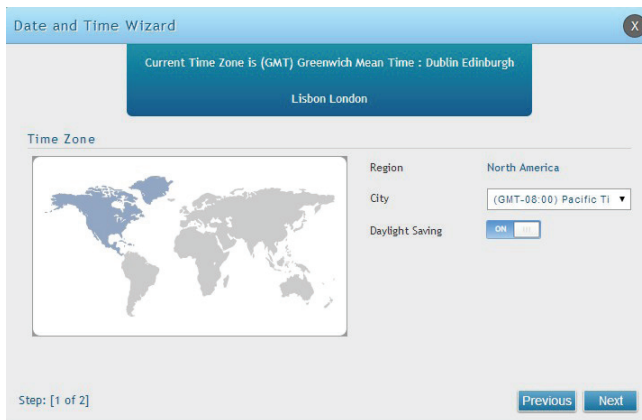 Date and Time Wizard
X
Current Time Zone is (GMT) Greenwich Mean Time : Dublin Edinburgh
Lisbon London
Time Zone
Region North America
City (GMT-08:00) Pacific Ti
Daylight Saving ON
Step: [1 of 2]
Previous Next